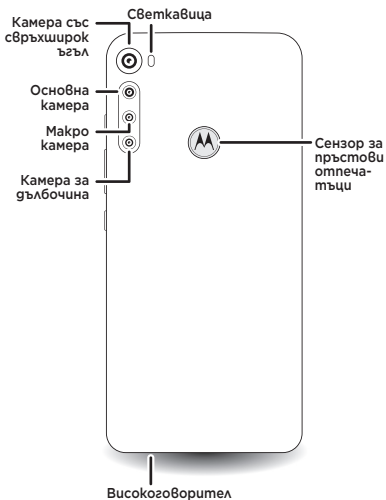 Светкавица
Камера със
свръхширок
ъгъл
Основна
камера
Макро
камера
Камера за
дълбочина
Сензор за
пръстови
отпеча-
тъци
Високоговорител